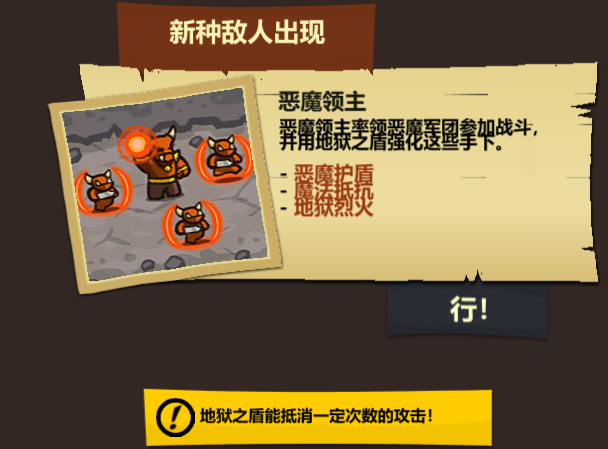 新种敌人出现
恶魔领主
恶魔领主率领恶魔军团参加战斗，
并用地狱之盾强化这些手下。
- 恶魔护盾
- 魔法抵抗
- 地狱烈火
行！
地狱之盾能抵消一定次数的攻击！